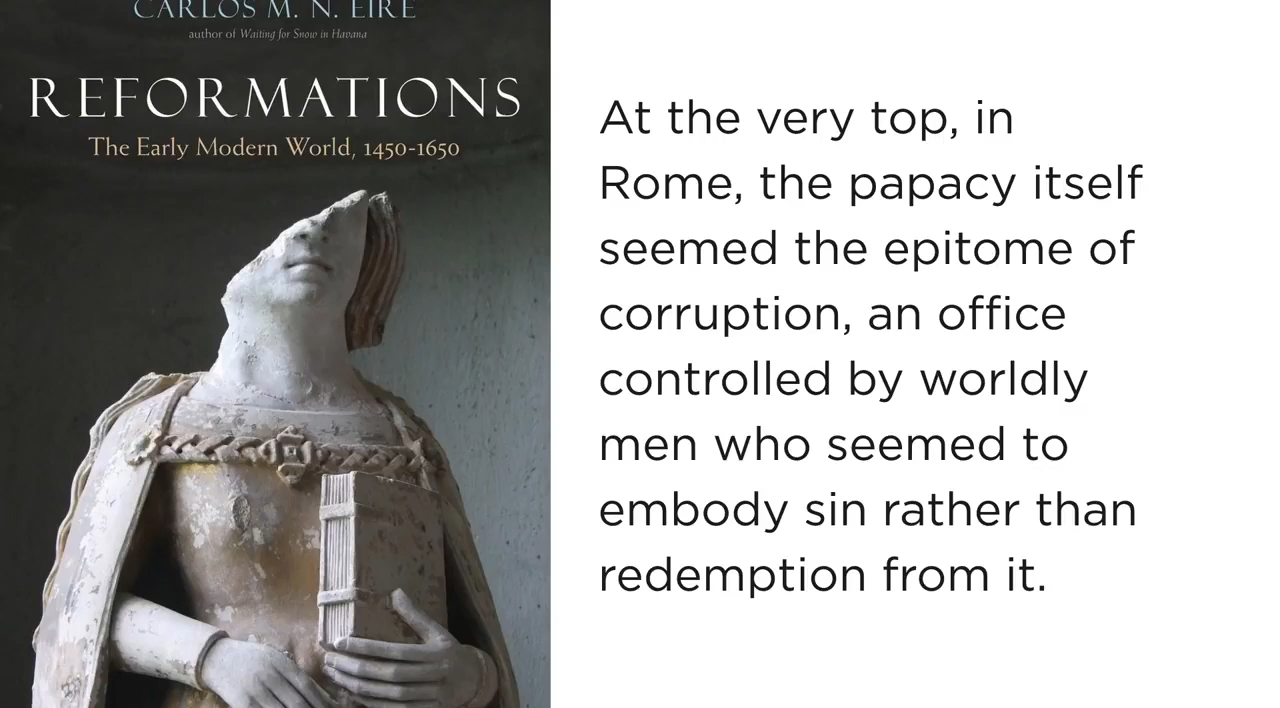 CARLOS M. N. EIRE
author of Waiting for Snow in Havana
REFORMATIONS
The Early Modern World, 1450-1650
At the very top, in
Rome, the papacy itself
seemed the epitome of
corruption, an office
controlled by worldly
men who seemed to
embody sin rather than
redemption from it.